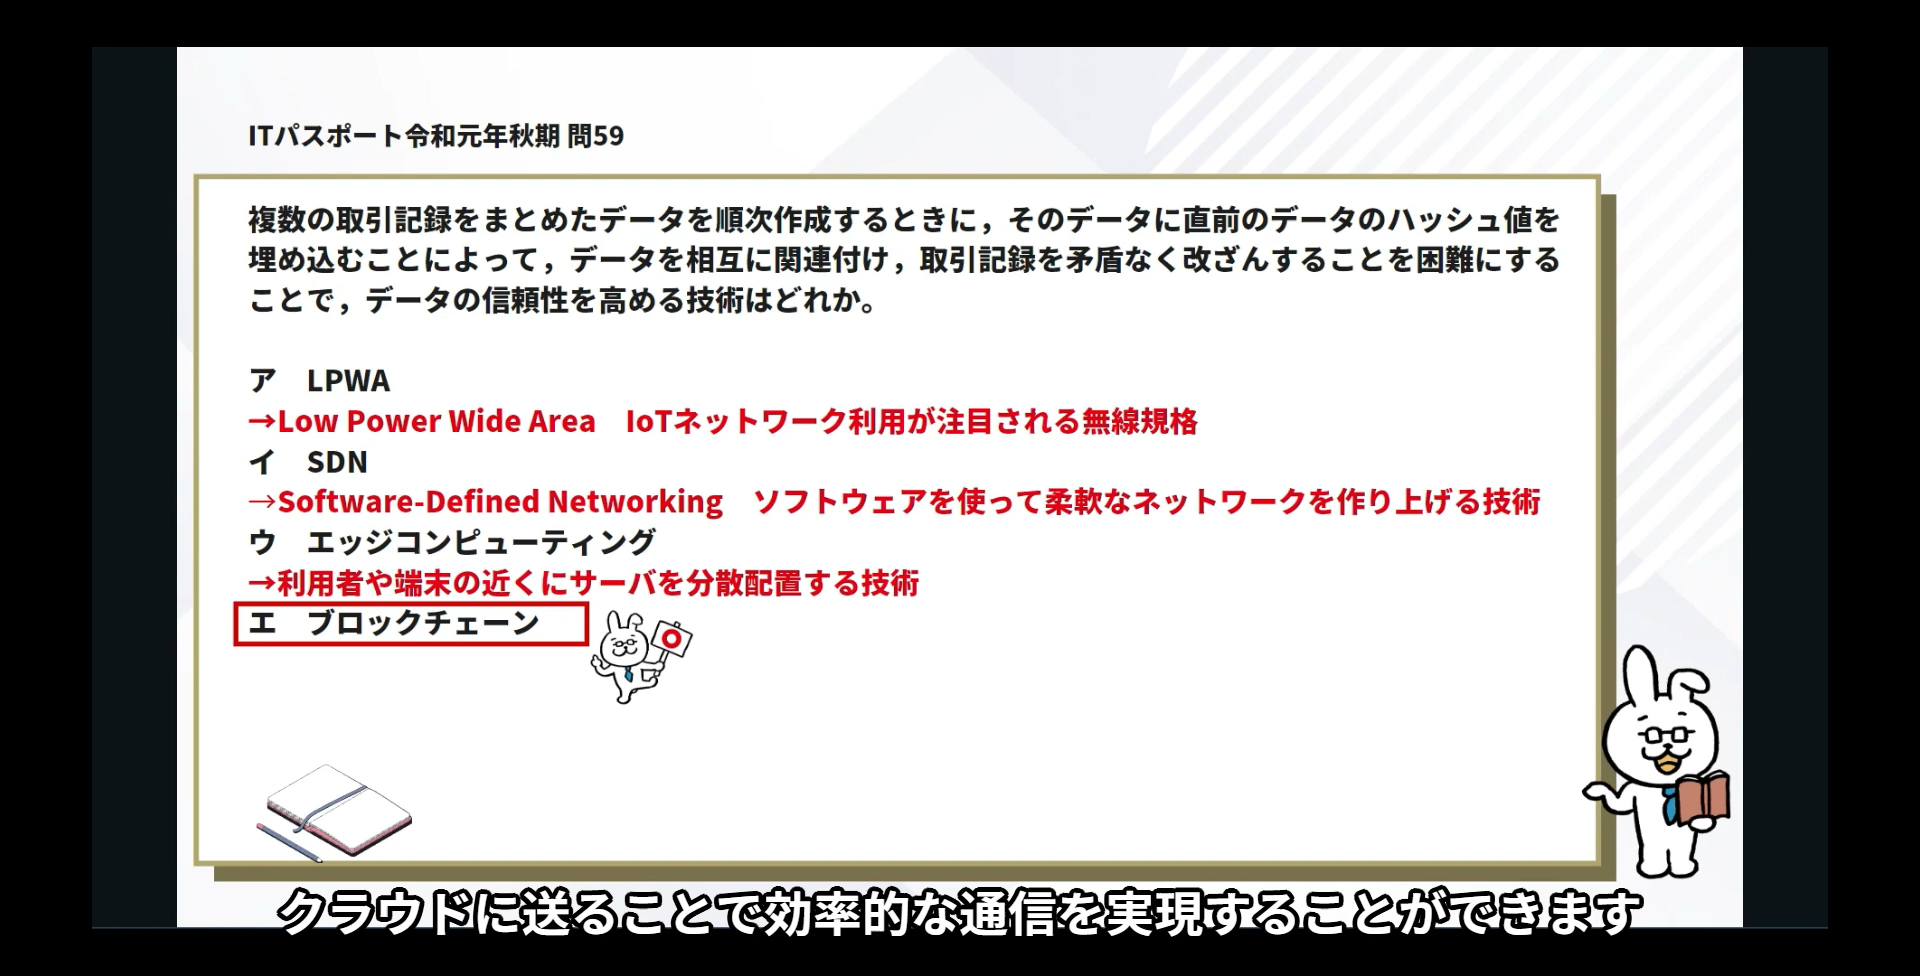 ITパスポート令和元年秋期 問59
複数の取引記録をまとめたデータを順次作成するときに，そのデータに直前のデータのハッシュ値を
埋め込むことによって，データを相互に関連付け，取引記録を矛盾なく改ざんすることを困難にする
ことで，データの信頼性を高める技術はどれか。
ア　LPWA
→Low Power Wide Area　IoTネットワーク利用が注目される無線規格
イ　SDN
→Software-Defined Networking　ソフトウェアを使って柔軟なネットワークを作り上げる技術
ウ　エッジコンピューティング
→利用者や端末の近くにサーバを分散配置する技術
エ　ブロックチェーン
クラウドに送ることで効率的な通信を実現することができます